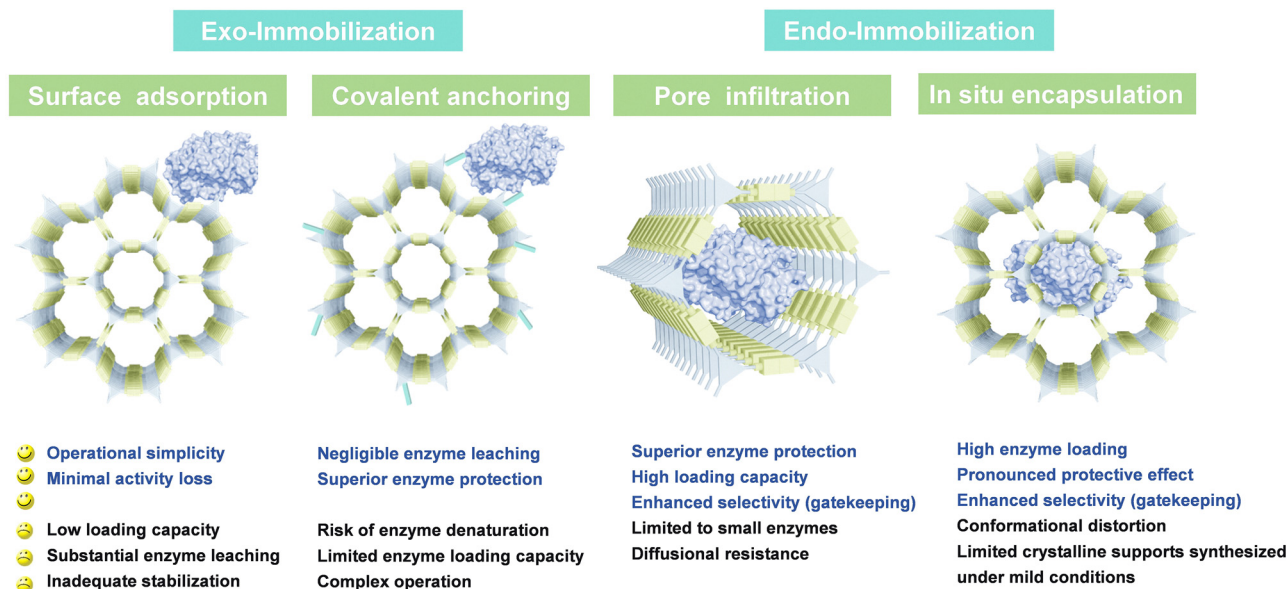 Exo-Immobilization
Endo-Immobilization
Surface adsorption
Covalent anchoring
Pore infiltration
In situ encapsulation
Operational simplicity
Minimal activity loss
Low loading capacity
Substantial enzyme leaching
Inadequate stabilization
Negligible enzyme leaching
Superior enzyme protection
Risk of enzyme denaturation
Limited enzyme loading capacity
Complex operation
Superior enzyme protection
High loading capacity
Enhanced selectivity (gatekeeping)
Limited to small enzymes
Diffusional resistance
High enzyme loading
Pronounced protective effect
Enhanced selectivity (gatekeeping)
Conformational distortion
Limited crystalline supports synthesized
under mild conditions